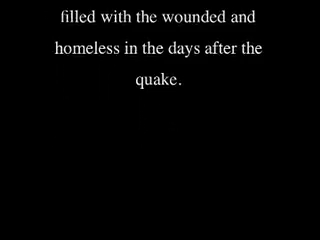 filled with the wounded and
homeless in the days after the
quake.